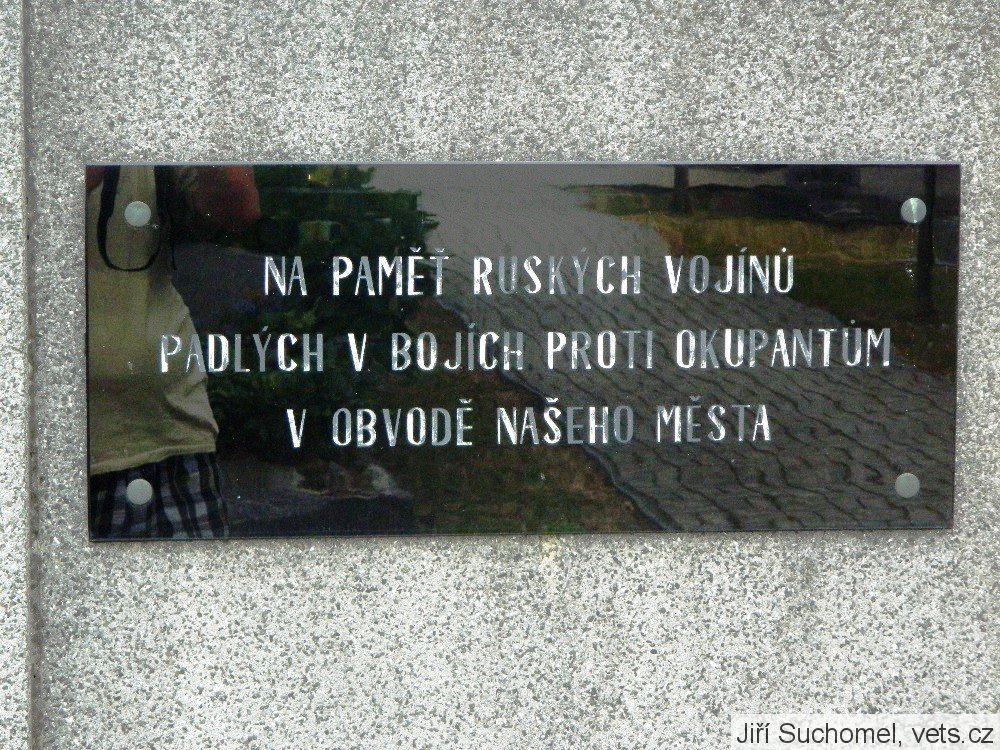 NA PAMĚŤ RUSKÝCH VOJÍNŮ
PADLÝCH V BOJÍCH PROTI OKUPANTŮM
V OBVODĚ NAŠEHO MĚSTA
Jiří Suchomel, vets.cz